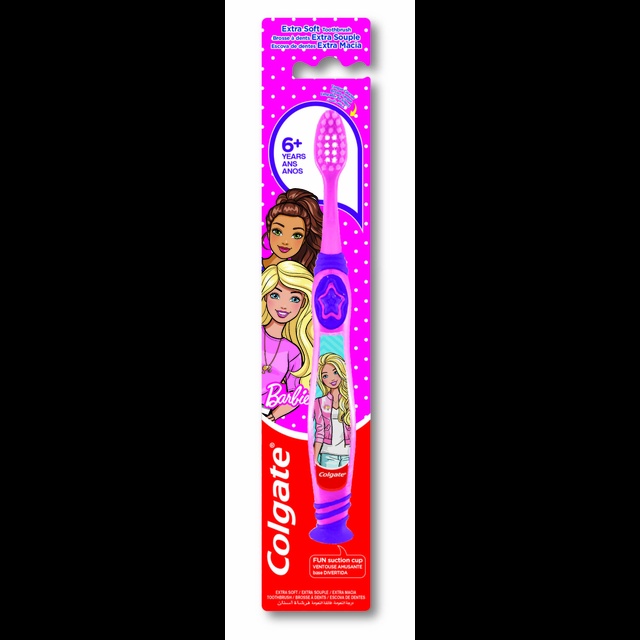 Extra Soft Toothbrush
Brosse à dents Extra Souple
Escova de dentes Extra Macia
6+
YEARS
ANS
ANOS
Barbie
Colgate
Colgate®
FUN suction cup
VENTOUSE AMUSANTE
base DIVERTIDA
EXTRA SOFT / EXTRA SOUPLE / EXTRA MACIA
TOOTHBRUSH / BROSSE À DENTS / ESCOVA DE DENTES